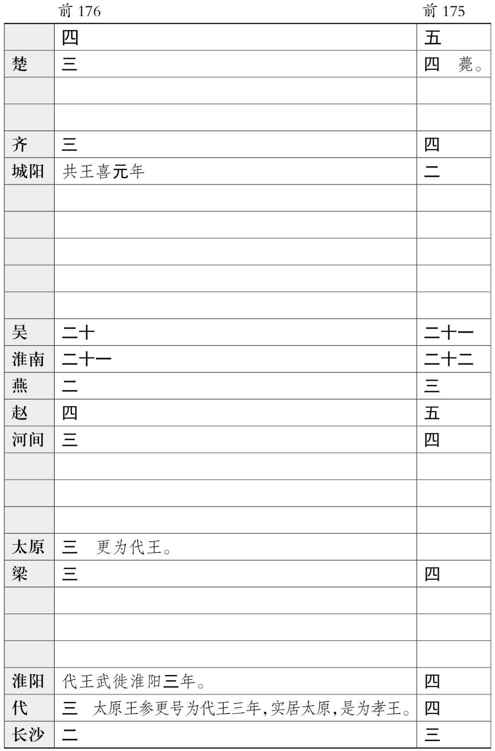 前 176 前 175
四 五
楚 三 四 薨。
齐 三 四
城阳 共王喜元年 二
吴 二十 二十一
淮南 二十一 二十二
燕 二 三
赵 四 五
河间 三 四
太原 三 更为代王。
梁 三 四
淮阳 代王武徙淮阳三年。 四
代 三 太原王参更号为代王三年,实居太原,是为孝王。 四
长沙 二 三